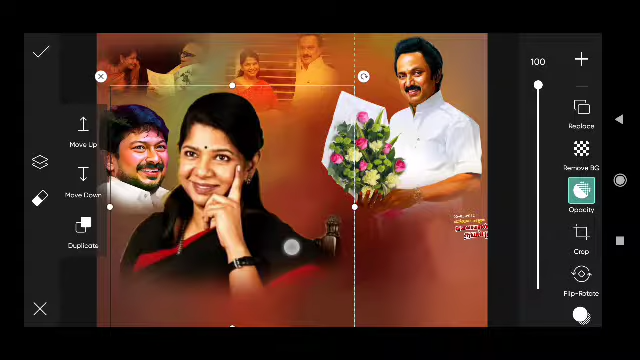 100
Move Up
Move Down
Duplicate
Replace
Remove BG
Opacity
Crop
Flip-Rotate